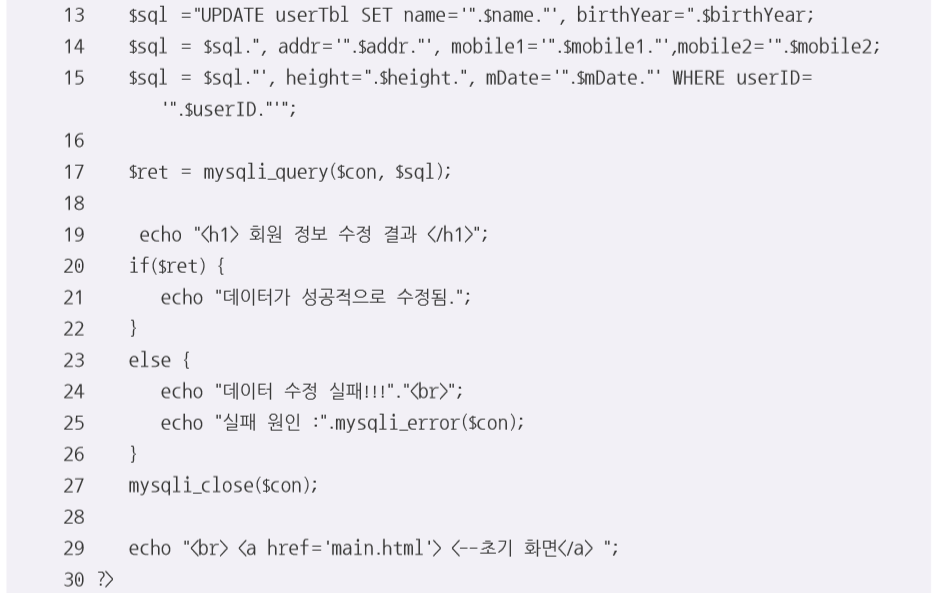 13 $sql ="UPDATE userTbl SET name='".$name."', birthYear=".$birthYear;
14 $sql = $sql.", addr='".$addr."', mobile1='".$mobile1."',mobile2='".$mobile2;
15 $sql = $sql."', height=".$height.", mDate='".$mDate."' WHERE userID=
'".$userID."'";
16
17 $ret = mysqli_query($con, $sql);
18
19 echo "<h1> 회원 정보 수정 결과 </h1>";
20 if($ret) {
21 echo "데이터가 성공적으로 수정됨.";
22 }
23 else {
24 echo "데이터 수정 실패!!!"."<br>";
25 echo "실패 원인 :".mysqli_error($con);
26 }
27 mysqli_close($con);
28
29 echo "<br> <a href='main.html'> <--초기 화면</a> ";
30 ?>